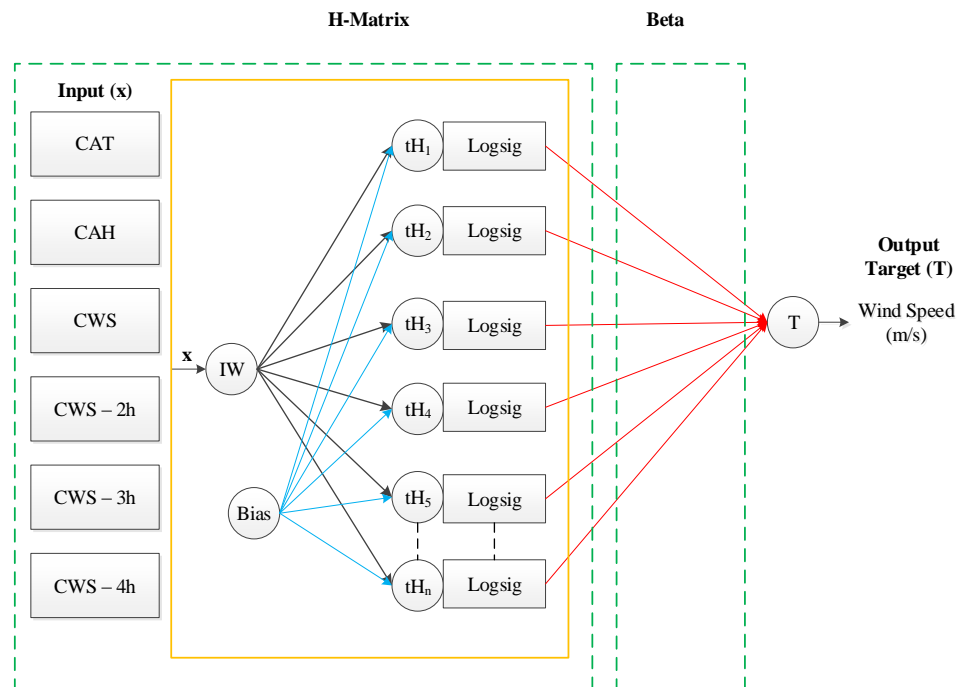 H-Matrix
Beta
Input (x)
CAT
CAH
CWS
CWS – 2h
CWS – 3h
CWS – 4h
x
IW
Bias
tH₁
Logsig
tH₂
Logsig
tH₃
Logsig
tH₄
Logsig
tH₅
Logsig
tHₙ
Logsig
T
Output
Target (T)
Wind Speed
(m/s)